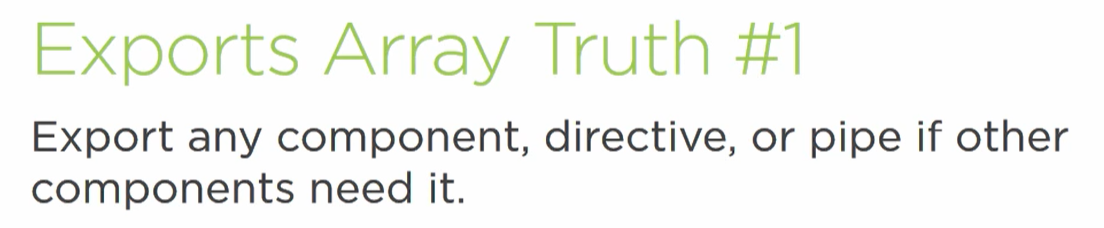 Exports Array Truth #1
Export any component, directive, or pipe if other
components need it.